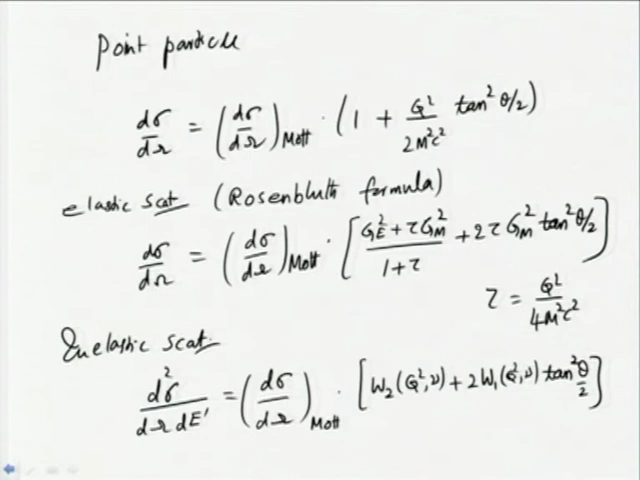 Point particle
dσ/dΩ = (dσ/dΩ)Mott · (1 + Q²/2M²c² tan² θ/2)
elastic scat (Rosenbluth formula)
dσ/dΩ = (dσ/dΩ)Mott · [G_E² + τG_M² / 1 + τ + 2τ G_M² tan² θ/2]
τ = Q²/4M²c²
Inelastic scat
d²σ/dΩ dE' = (dσ/dΩ)Mott · [W₂(Q², ν) + 2W₁(Q², ν) tan² θ/2]